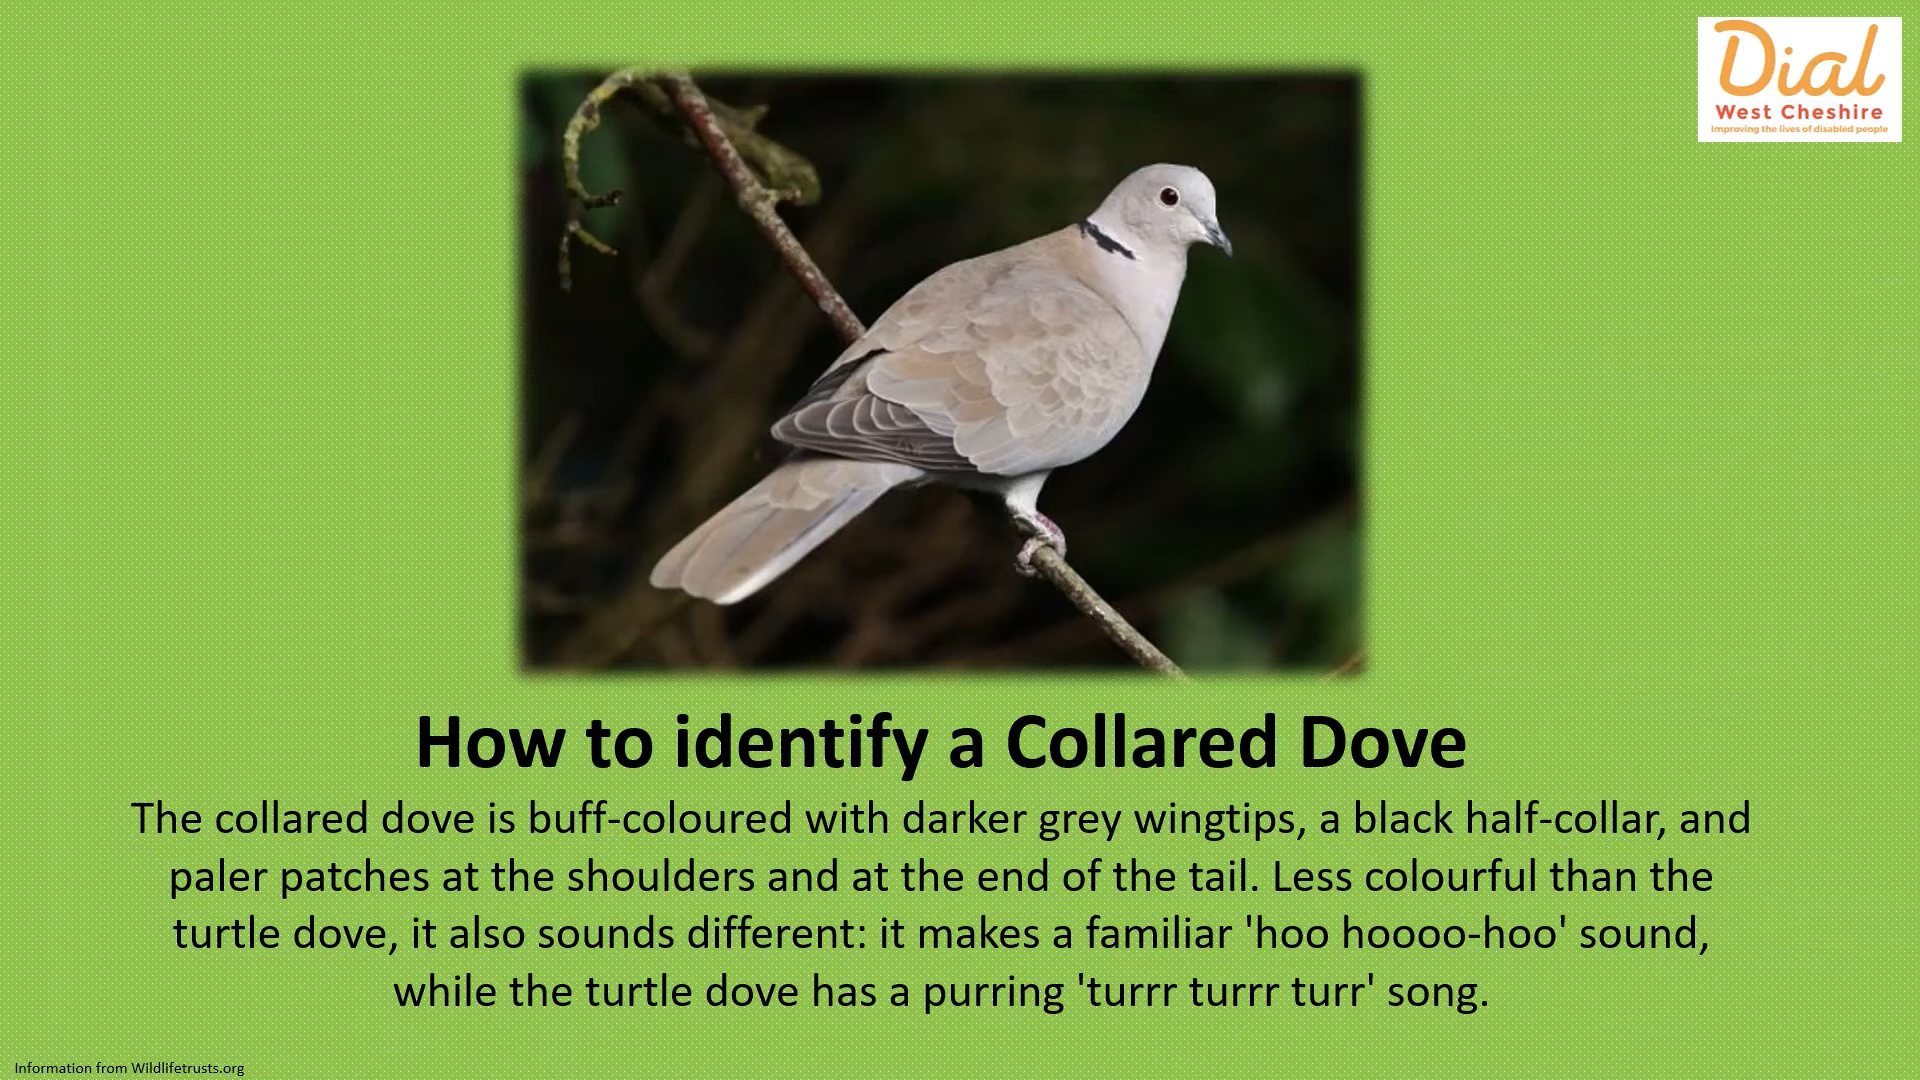 Dial
West Cheshire
Improving the lives of disabled people
How to identify a Collared Dove
The collared dove is buff-coloured with darker grey wingtips, a black half-collar, and
paler patches at the shoulders and at the end of the tail. Less colourful than the
turtle dove, it also sounds different: it makes a familiar 'hoo hoooo-hoo' sound,
while the turtle dove has a purring 'turrr turrr turr' song.
Information from Wildlifetrusts.org